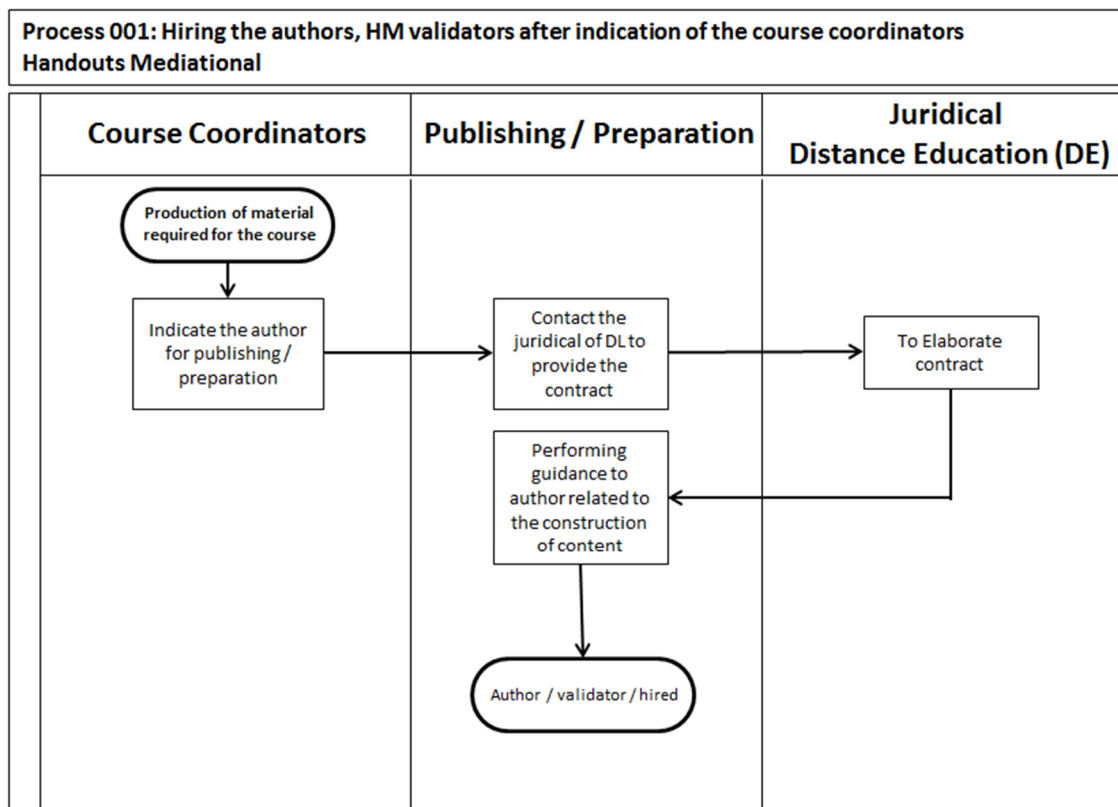 Process 001: Hiring the authors, HM validators after indication of the course coordinators
Handouts Mediational
Course Coordinators
Publishing / Preparation
Juridical
Distance Education (DE)
Production of material
required for the course
Indicate the author
for publishing /
preparation
Contact the
juridical of DL to
provide the
contract
To Elaborate
contract
Performing
guidance to
author related to
the construction
of content
Author / validator / hired